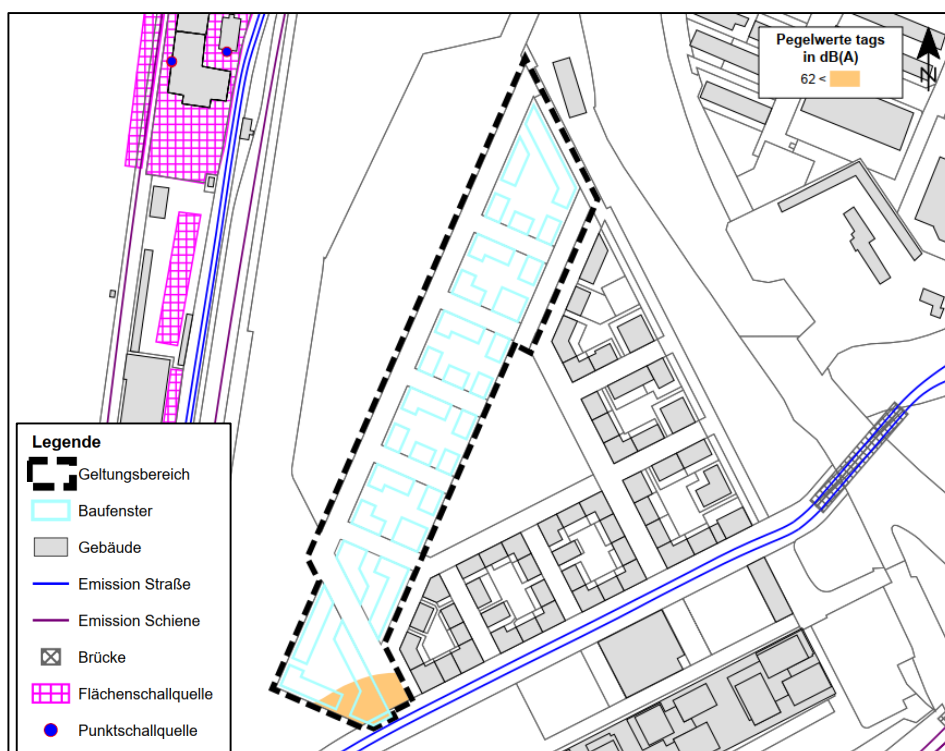 Pegelwerte tags
in dB(A)
62 <
N
Legende
Geltungsbereich
Baufenster
Gebäude
Emission Straße
Emission Schiene
Brücke
Flächenschallquelle
Punktschallquelle